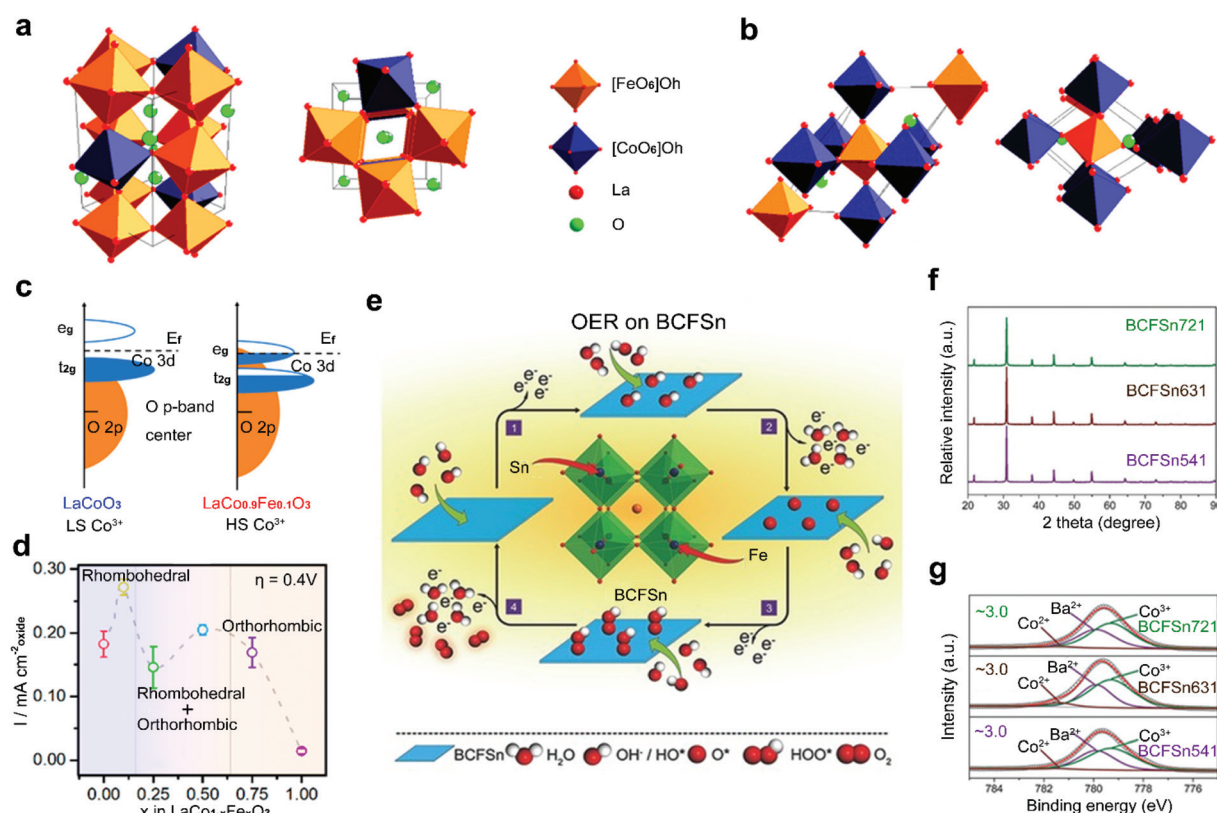 a
[FeO₆]Oh
[CoO₆]Oh
La
O
b
c
eg
Ef
Co 3d
t2g
O 2p
O p-band
center
LaCoO₃
LS Co³⁺
eg
Ef
Co 3d
t2g
O 2p
LaCo0.9Fe0.1O₃
HS Co³⁺
d
I / mA cm⁻²oxide
0.30
0.20
0.10
0.00
Rhombohedral
η = 0.4V
Orthorhombic
Rhombohedral
+
Orthorhombic
0.00 0.25 0.50 0.75 1.00
x in LaCo1-xFexO3
e
OER on BCFSn
e⁻ e⁻ e⁻ e⁻
1
2
e⁻
e⁻ e⁻
e⁻
Sn
Fe
BCFSn
e⁻
e⁻ e⁻
e⁻
4
3
e⁻ e⁻ e⁻ e⁻
BCFSn H₂O OH⁻ / HO* O* HOO* O₂
f
Relative intensity (a.u.)
BCFSn721
BCFSn631
BCFSn541
20 30 40 50 60 70 80 90
2 theta (degree)
g
Intensity (a.u.)
~3.0
Co²⁺
Ba²⁺
Co³⁺
BCFSn721
~3.0
Co²⁺
Ba²⁺
Co³⁺
BCFSn631
~3.0
Co²⁺
Ba²⁺
Co³⁺
BCFSn541
784 782 780 778 776
Binding energy (eV)